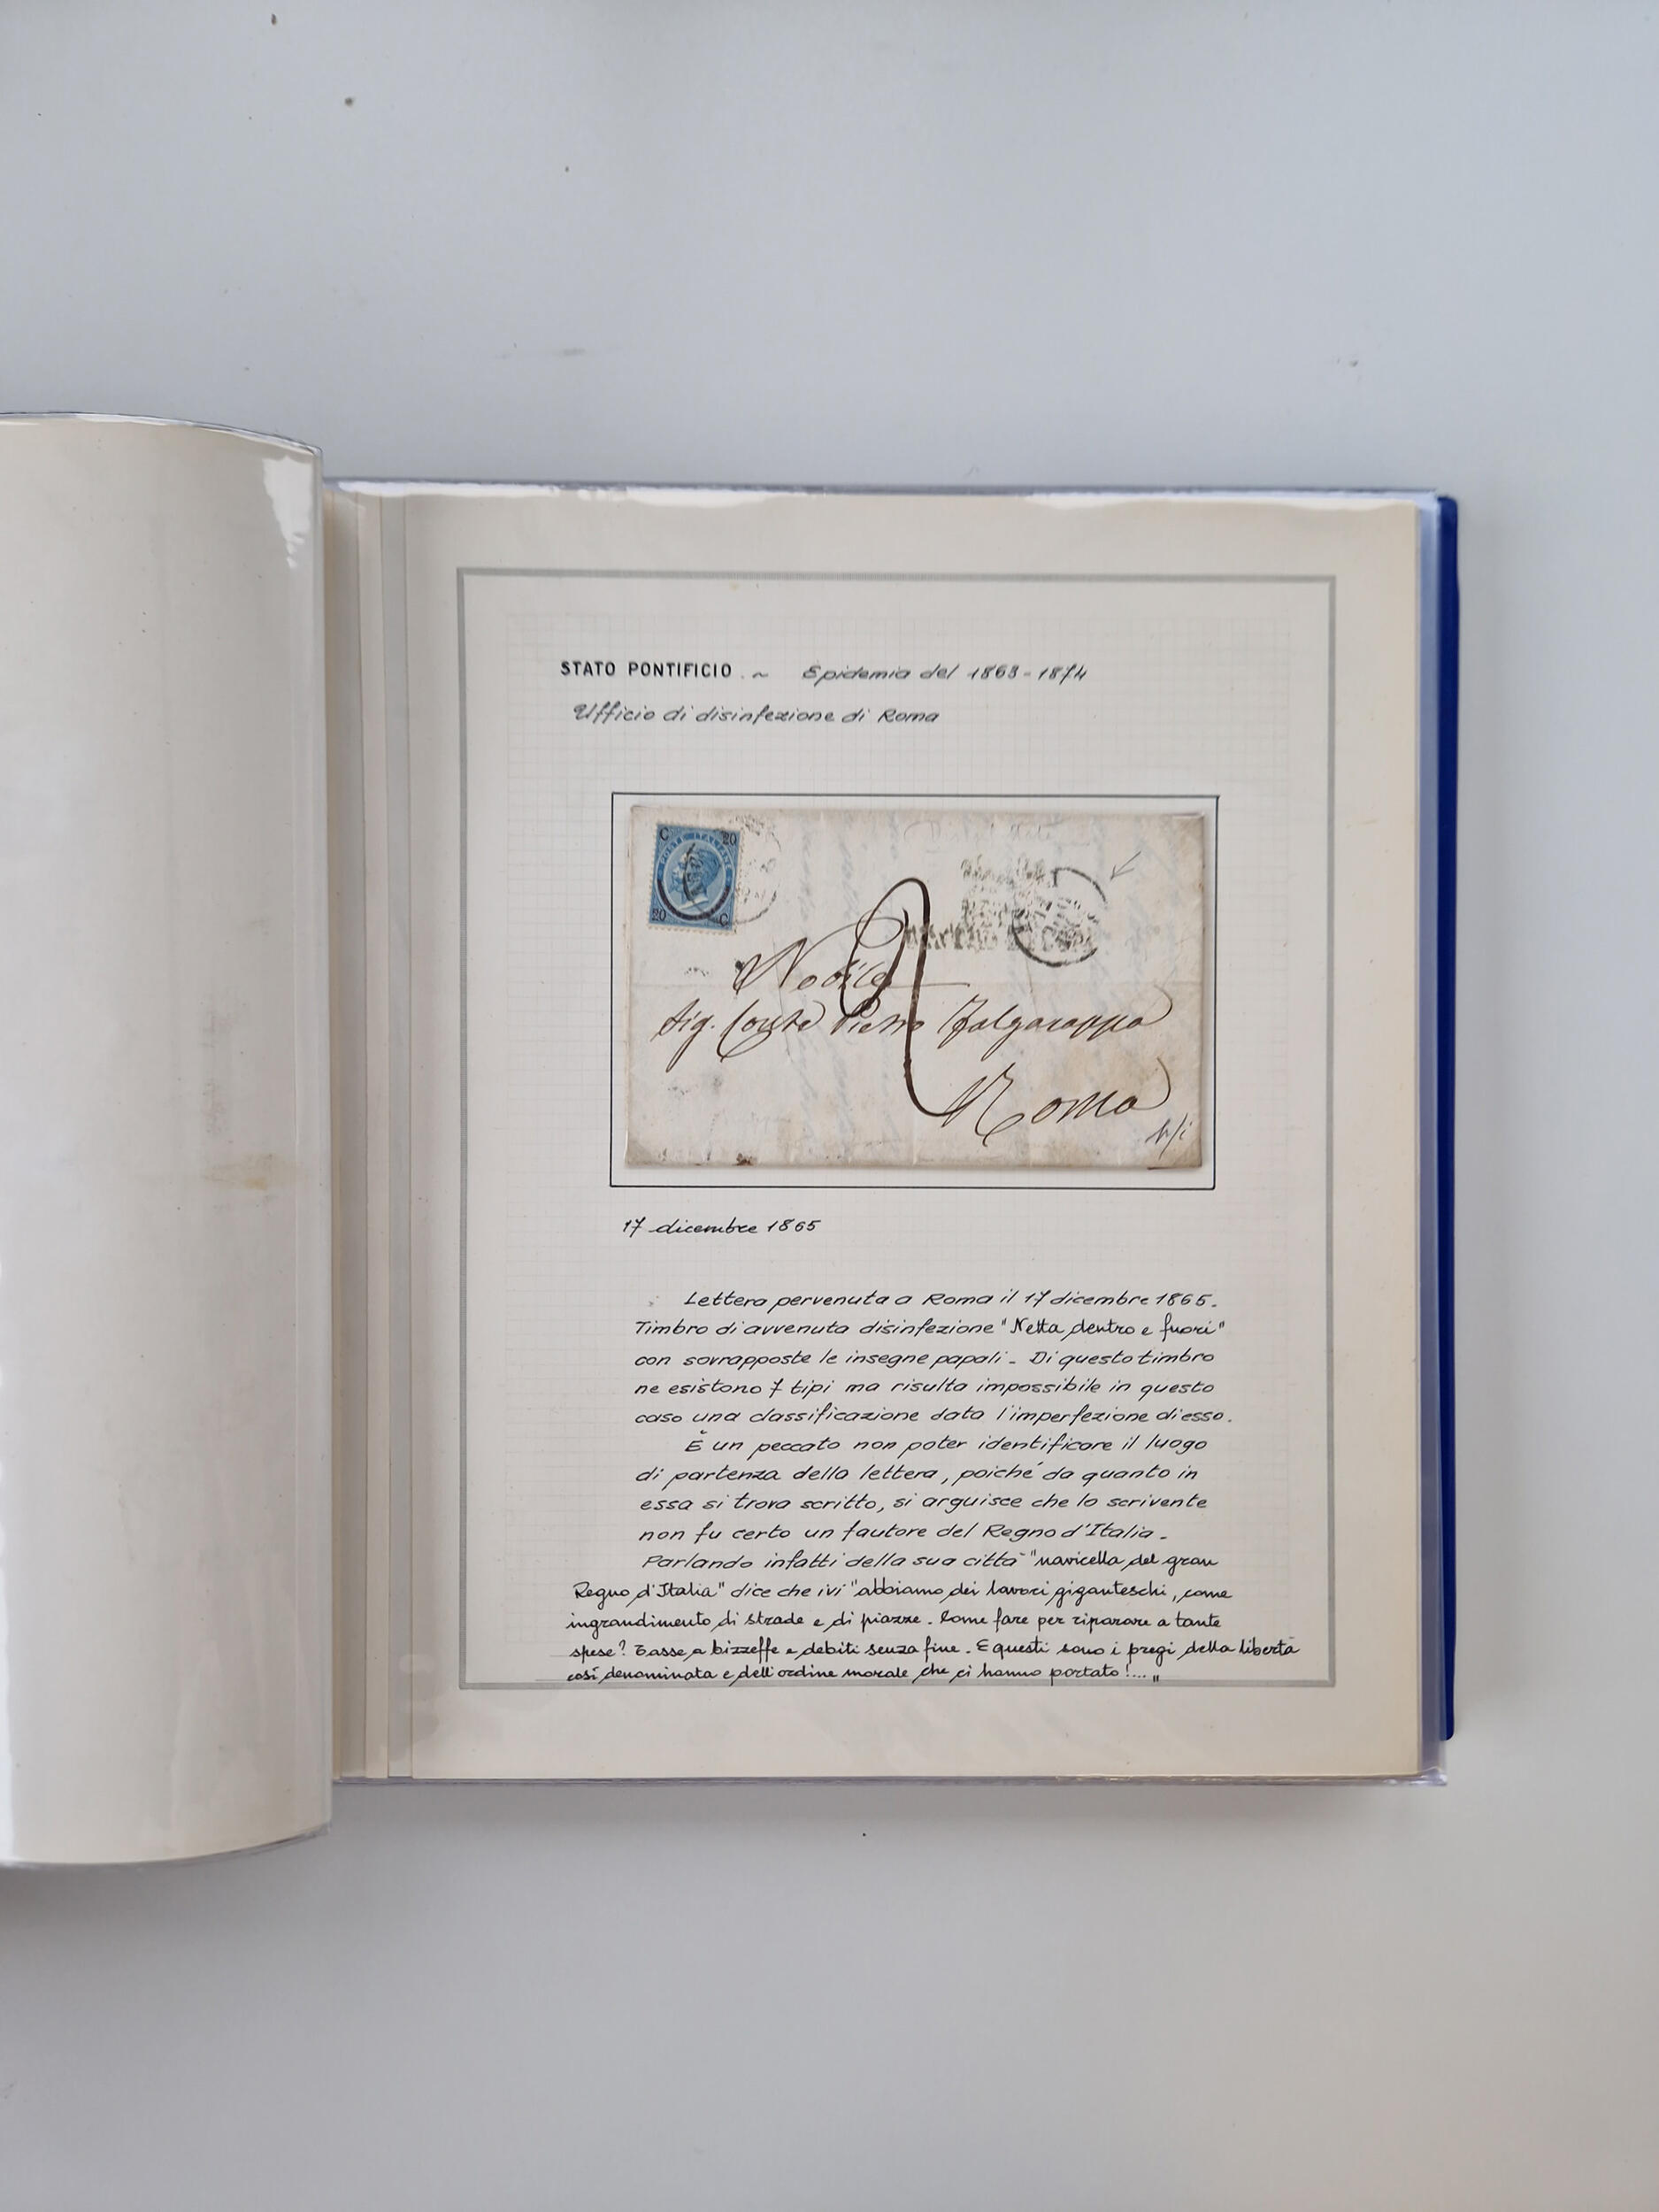 STATO PONTIFICIO. ~ Epidemia del 1863-1874
Ufficio di disinfezione di Roma
C 20
20 C
2
Nobile
Sig. Conte Pietro Falgarappa
Roma
17 dicembre 1865
Lettera pervenuta a Roma il 17 dicembre 1865.
Timbro di avvenuta disinfezione "Netta dentro e fuori"
con sovrapposte le insegne papali - Di questo timbro
ne esistono 7 tipi ma risulta impossibile in questo
caso una classificazione data l'imperfezione di esso.
È un peccato non poter identificare il luogo
di partenza della lettera, poiché da quanto in
essa si trova scritto, si arguisce che lo scrivente
non fu certo un fautore del Regno d'Italia -
Parlando infatti della sua città "navicella del gran
Regno d'Italia" dice che ivi "abbiamo dei lavori giganteschi, come
ingrandimento di strade e di piazze. Come fare per riparare a tante
spese? Tasse a bizzeffe e debiti senza fine. E questi sono i pregi della libertà
così denominata e dell'ordine morale che ci hanno portato!..."